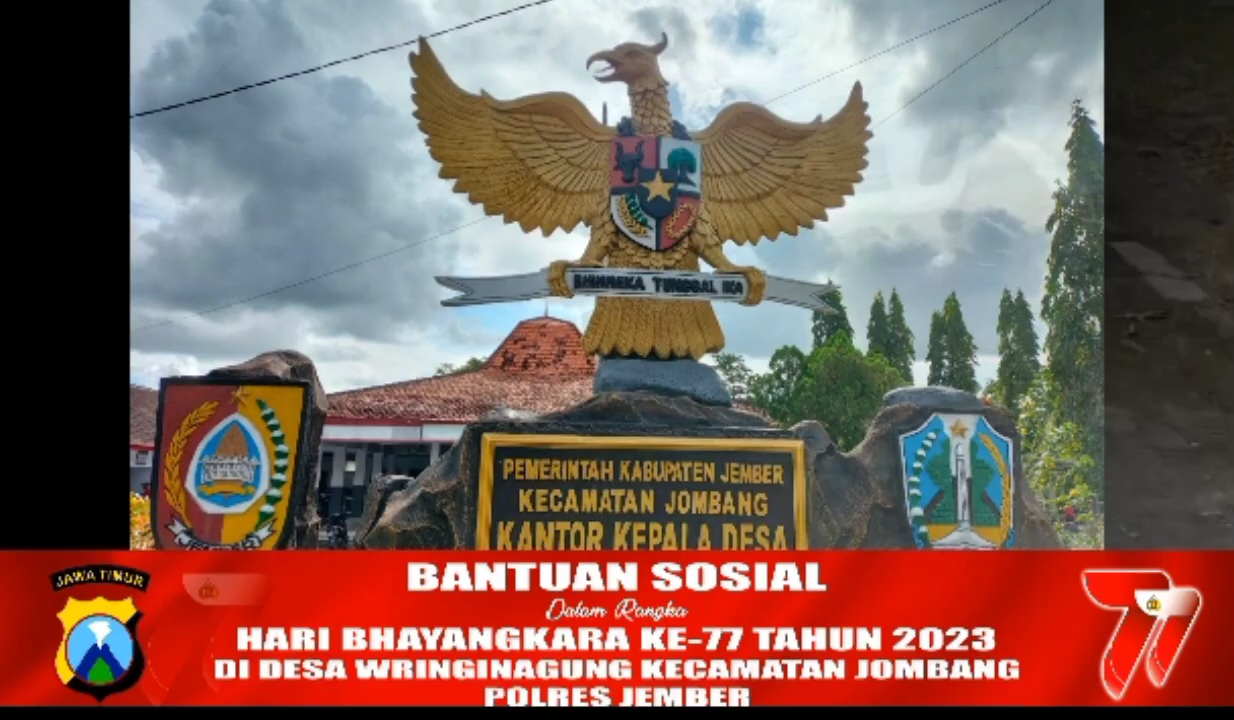 BHINNEKA TUNGGAL IKA
PEMERINTAH KABUPATEN JEMBER
KECAMATAN JOMBANG
KANTOR KEPALA DESA
BANTUAN SOSIAL
JAWA TIMUR
Dalam Rangka
HARI BHAYANGKARA KE-77 TAHUN 2023
DI DESA WRINGINAGUNG KECAMATAN JOMBANG
POLRES JEMBER
77